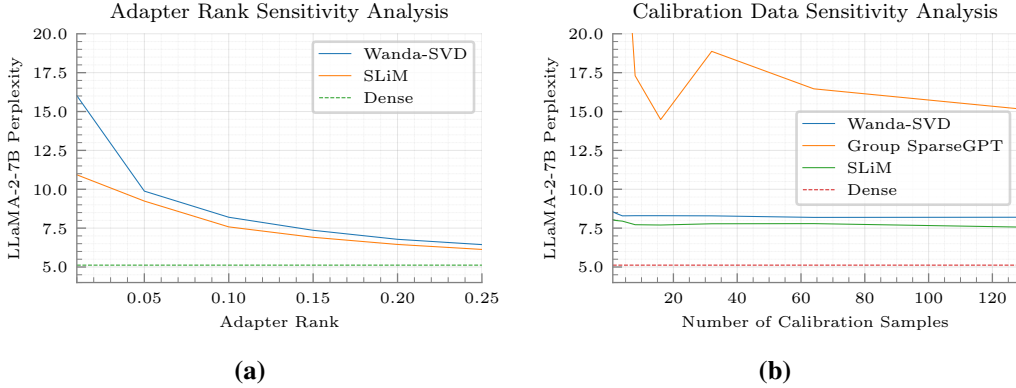 Adapter Rank Sensitivity Analysis
20.0
17.5
15.0
12.5
10.0
7.5
5.0
LLaMA-2-7B Perplexity
Wanda-SVD
SLiM
Dense
0.05
0.10
0.15
0.20
0.25
Adapter Rank
(a)
Calibration Data Sensitivity Analysis
20.0
17.5
15.0
12.5
10.0
7.5
5.0
LLaMA-2-7B Perplexity
Wanda-SVD
Group SparseGPT
SLiM
Dense
20
40
60
80
100
120
Number of Calibration Samples
(b)